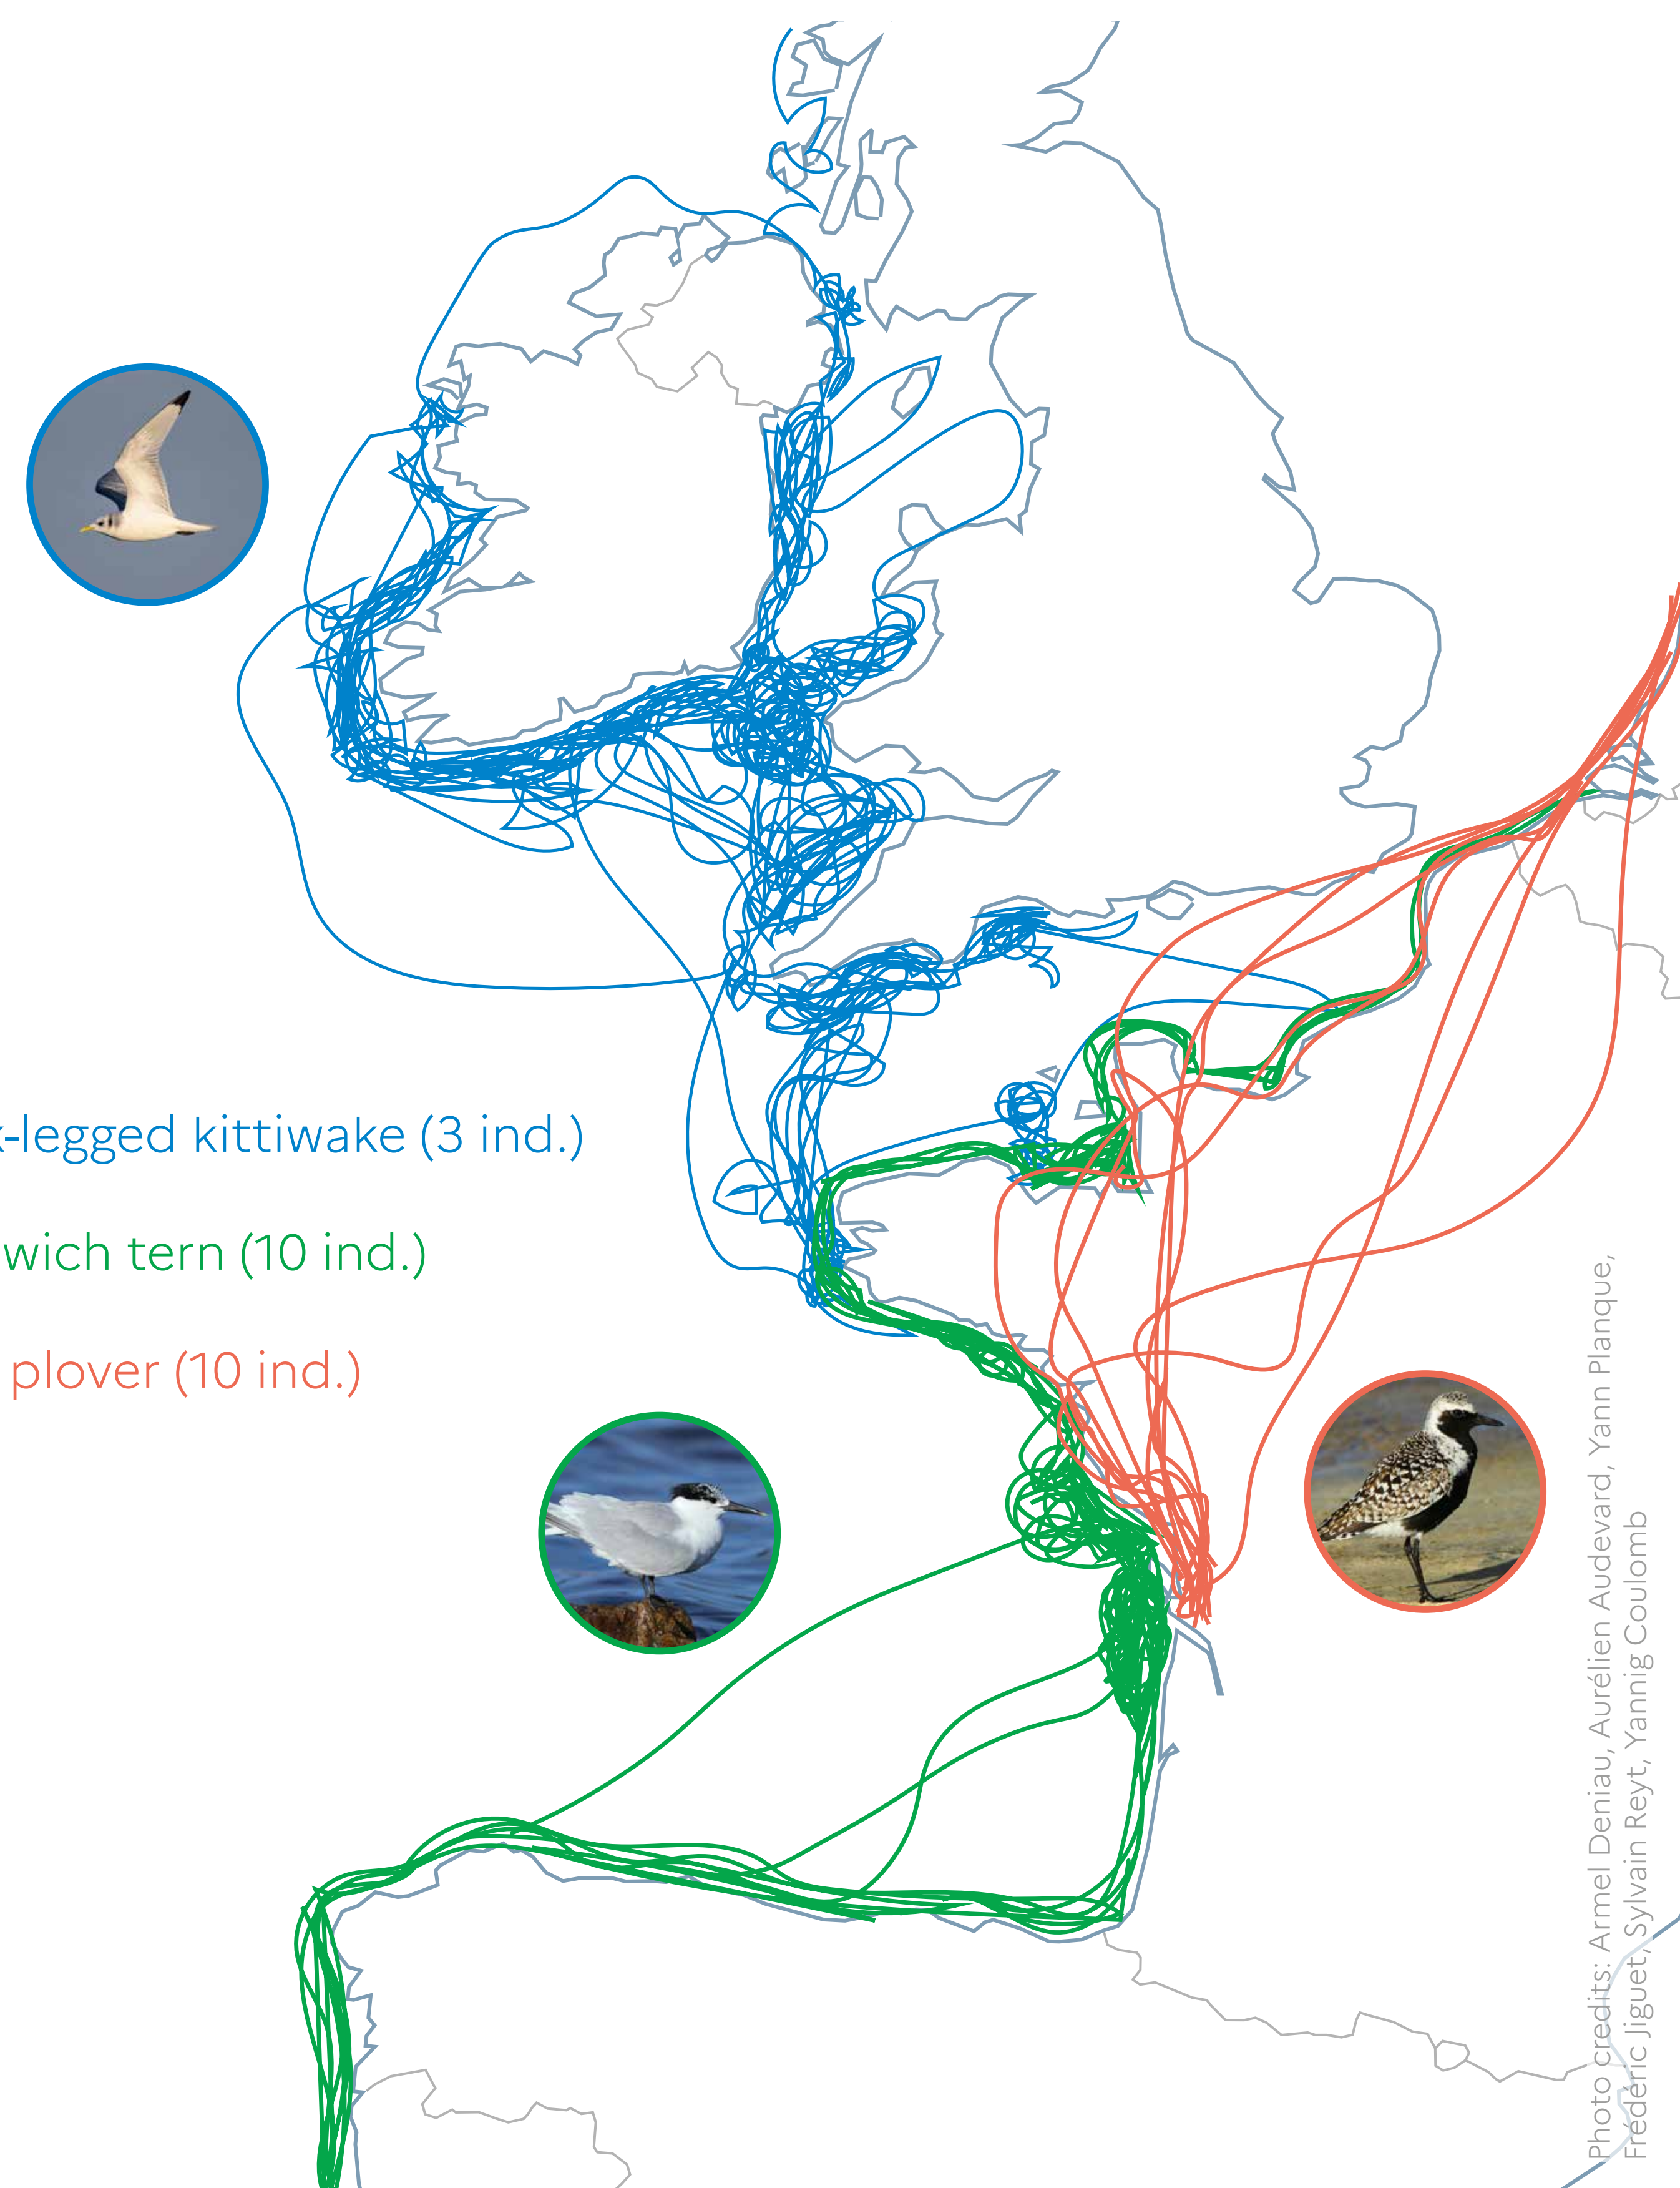 -legged kittiwake (3 ind.)
wich tern (10 ind.)
plover (10 ind.)
Photo credits: Armel Deniau, Aurélien Audevard, Yann Planque,
Frédéric Jiguet, Sylvain Reyt, Yannig Coulomb